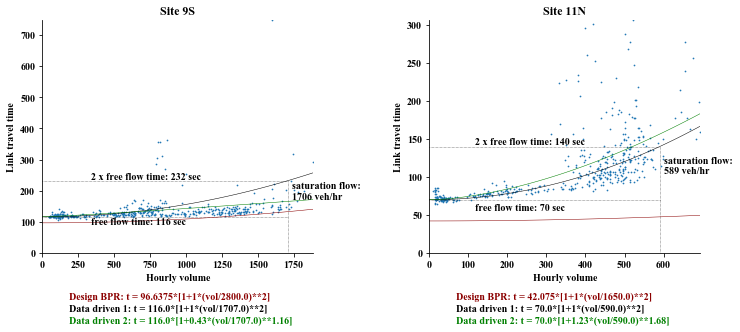 Site 9S
Link travel time
700
600
500
400
300
200
100
0
2 x free flow time: 232 sec
free flow time: 116 sec
saturation flow:
1706 veh/hr
0 250 500 750 1000 1250 1500 1750
Hourly volume
Design BPR: t = 96.6375*[1+1*(vol/2800.0)**2]
Data driven 1: t = 116.0*[1+1*(vol/1707.0)**2]
Data driven 2: t = 116.0*[1+0.43*(vol/1707.0)**1.16]
Site 11N
Link travel time
300
250
200
150
100
50
0
2 x free flow time: 140 sec
free flow time: 70 sec
saturation flow:
589 veh/hr
0 100 200 300 400 500 600
Hourly volume
Design BPR: t = 42.075*[1+1*(vol/1650.0)**2]
Data driven 1: t = 70.0*[1+1*(vol/590.0)**2]
Data driven 2: t = 70.0*[1+1.23*(vol/590.0)**1.68]